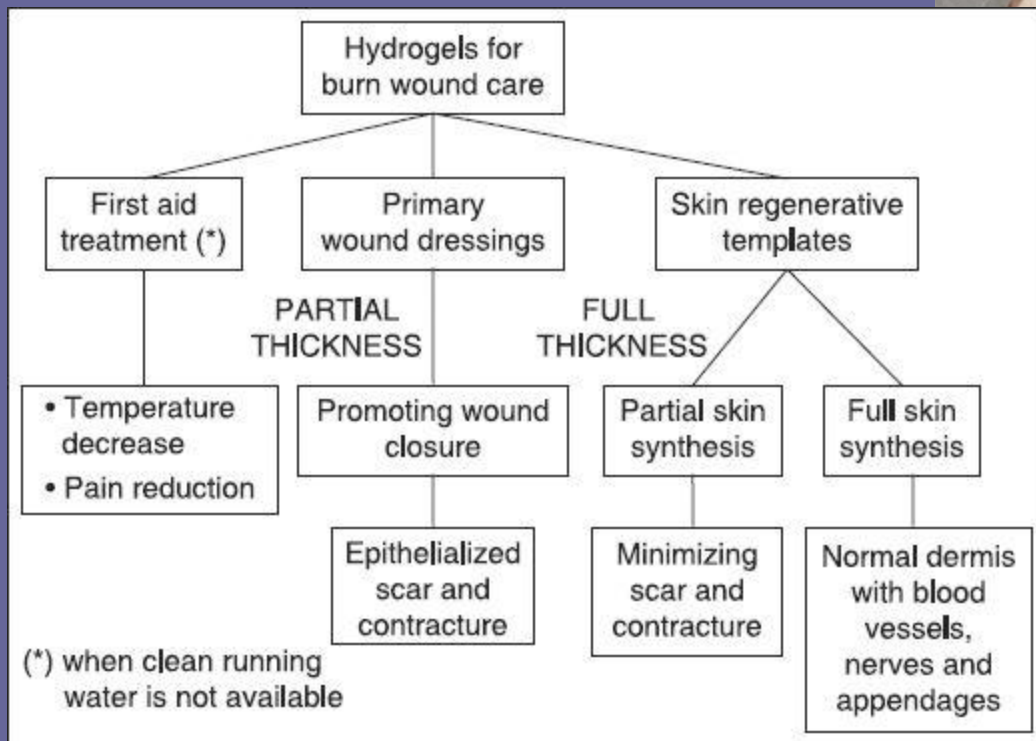 Hydrogels for
burn wound care
First aid
treatment (*)
Primary
wound dressings
Skin regenerative
templates
PARTIAL
THICKNESS
FULL
THICKNESS
• Temperature
decrease
• Pain reduction
Promoting wound
closure
Partial skin
synthesis
Full skin
synthesis
Epithelialized
scar and
contracture
Minimizing
scar and
contracture
Normal dermis
with blood
vessels,
nerves and
appendages
(*) when clean running
water is not available